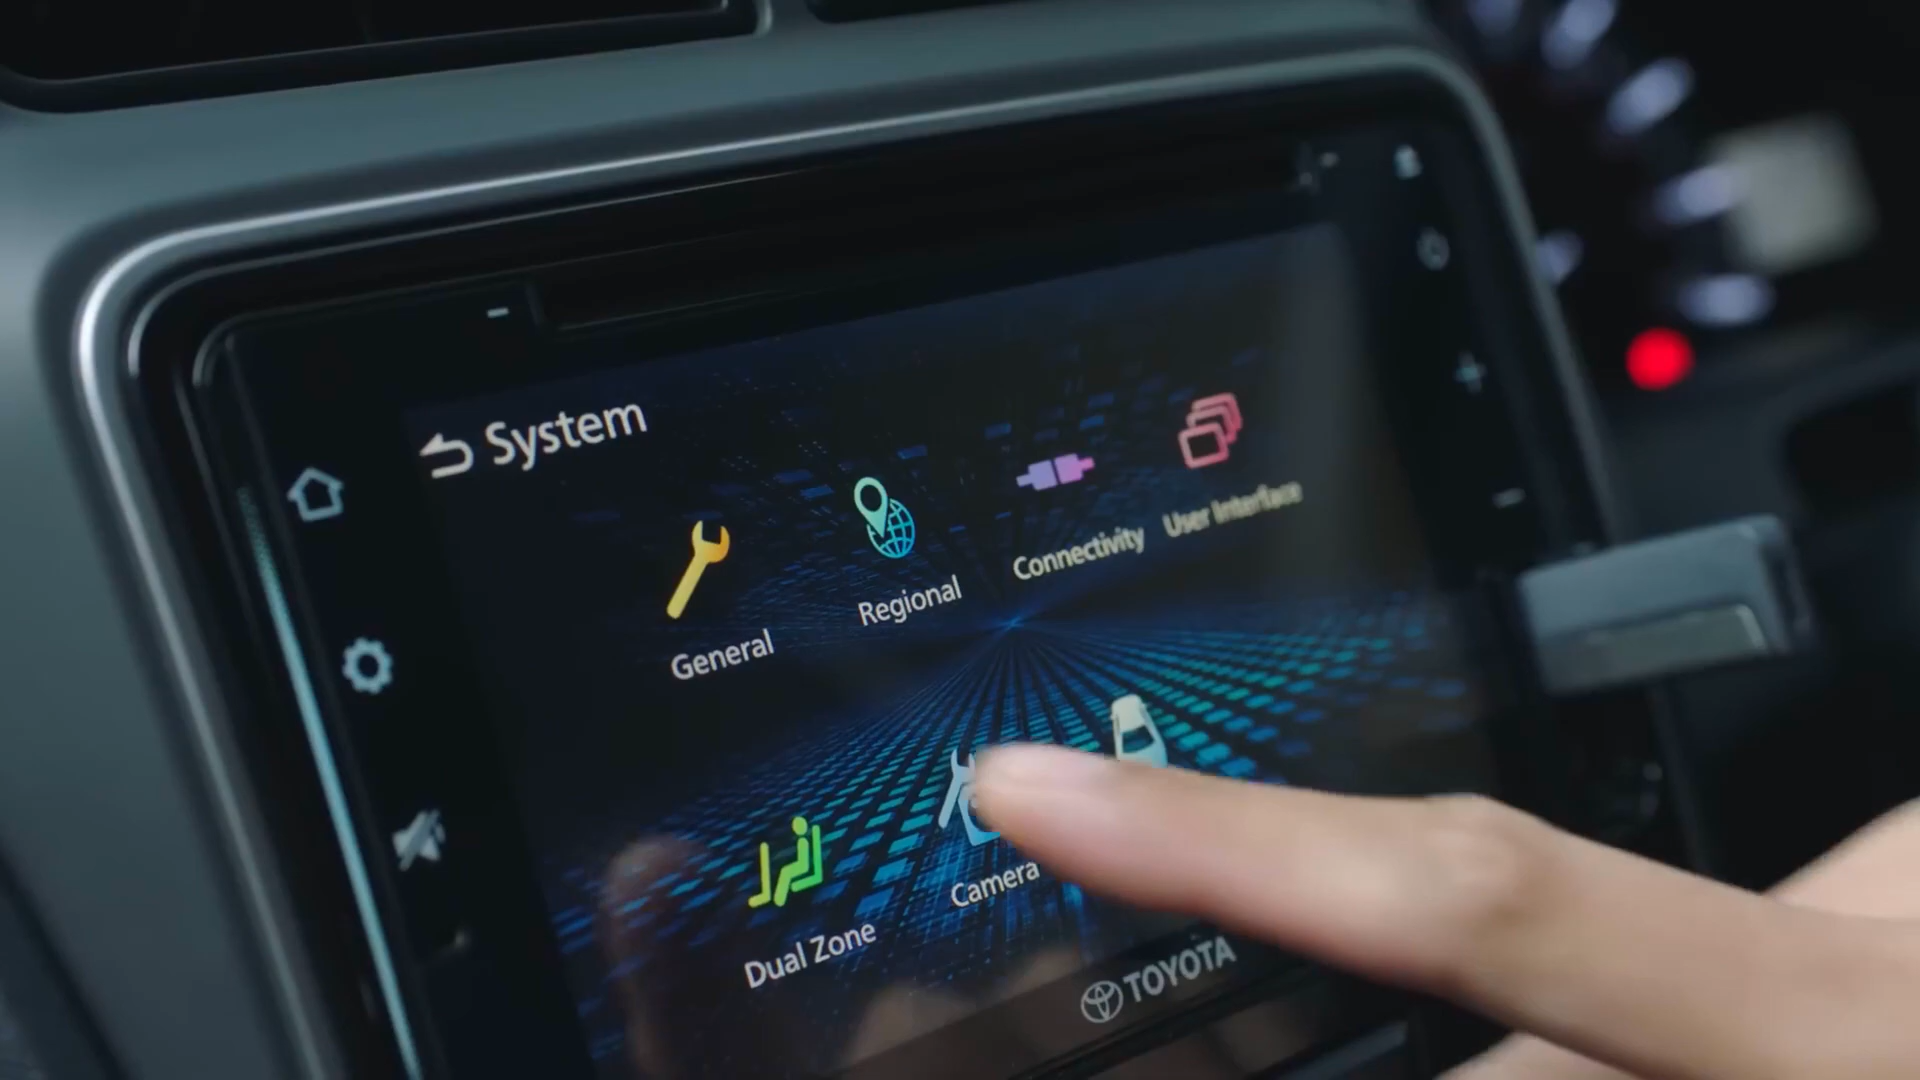 System
General
Regional
Connectivity
User Interface
Dual Zone
Camera
TOYOTA